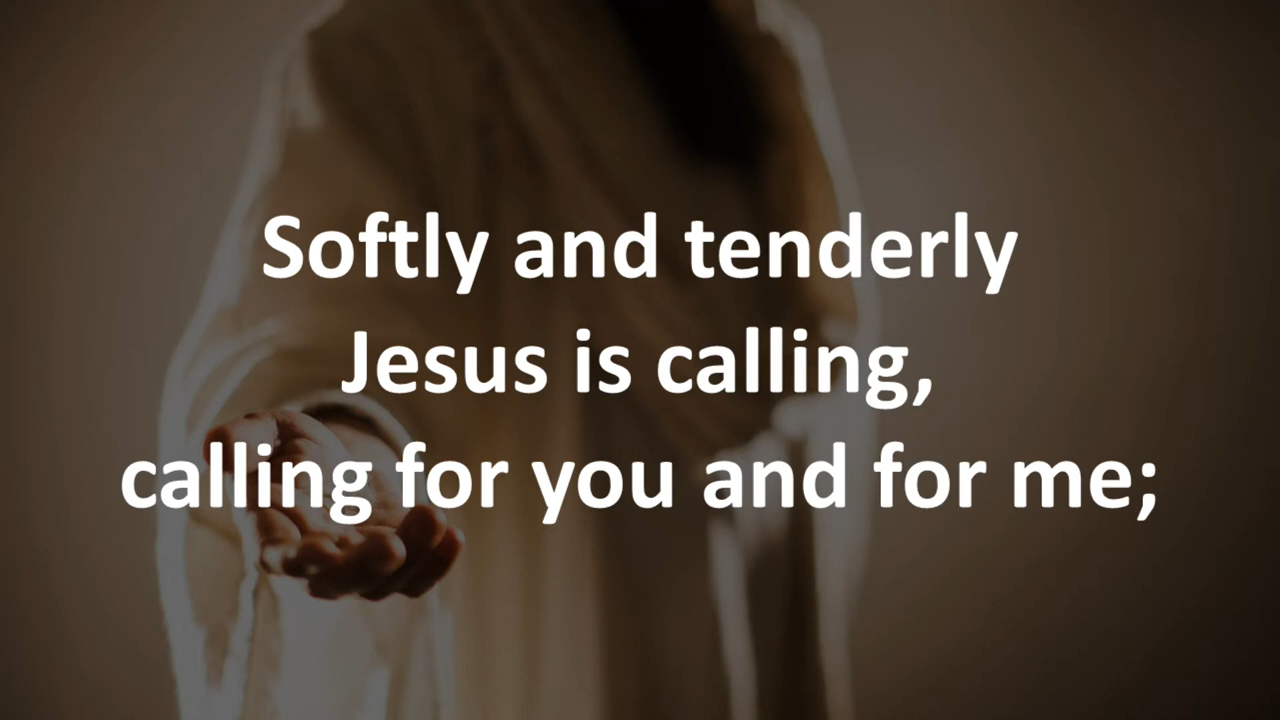 Softly and tenderly
Jesus is calling,
calling for you and for me;